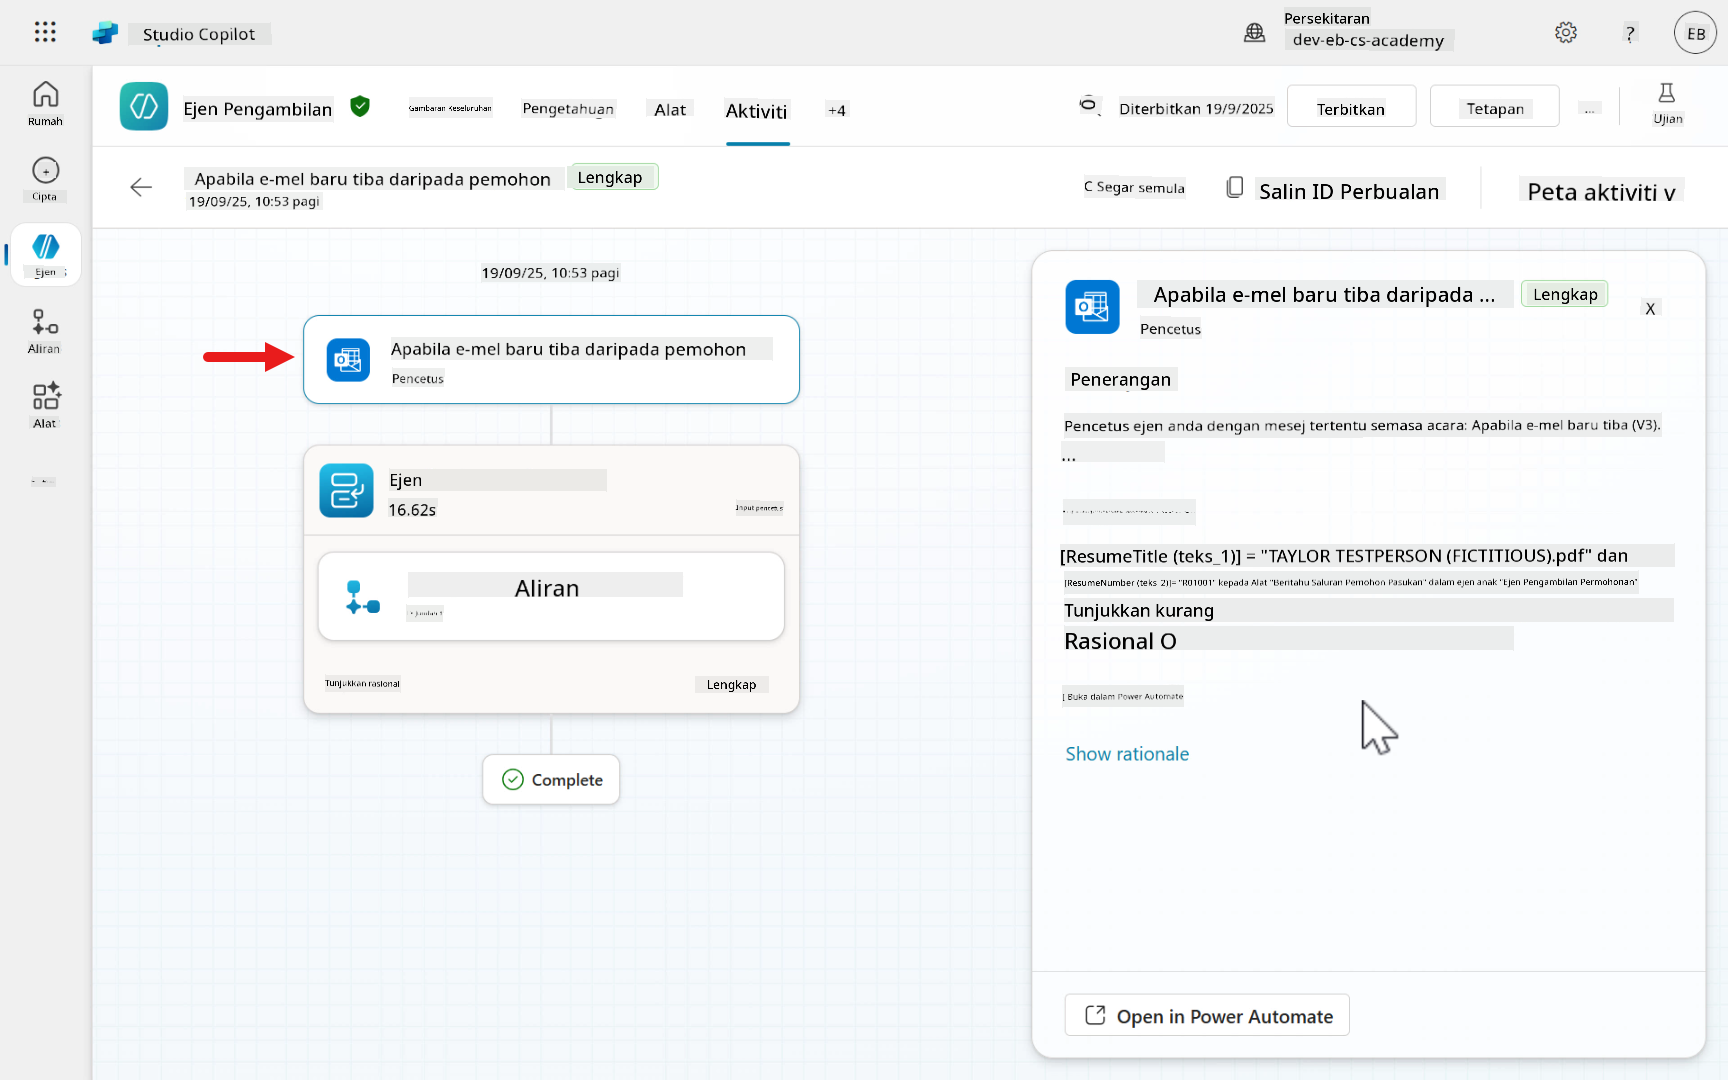 Studio Copilot
Persekitaran
dev-eb-cs-academy
?
EB
Rumah
Cipta
Ejen
Aliran
Alat
Ejen Pengambilan
Gambaran Keseluruhan
Pengetahuan
Alat
Aktiviti
+4
Diterbitkan 19/9/2025
Terbitkan
Tetapan
...
Ujian
Apabila e-mel baru tiba daripada pemohon
Lengkap
19/09/25, 10:53 pagi
C Segar semula
Salin ID Perbualan
Peta aktiviti v
19/09/25, 10:53 pagi
Apabila e-mel baru tiba daripada pemohon
Pencetus
Ejen
16.62s
Input pencetus
Aliran
Tunjukkan rasional
Lengkap
Complete
Apabila e-mel baru tiba daripada ...
Lengkap
X
Pencetus
Penerangan
Pencetus ejen anda dengan mesej tertentu semasa acara: Apabila e-mel baru tiba (V3).
...
[ResumeTitle (teks_1)] = "TAYLOR TESTPERSON (FICTITIOUS).pdf" dan
[ResumeNumber (teks_2)]= "R01001" kepada Alat "Beritahu Saluran Pemohon Pasukan" dalam ejen anak "Ejen Pengambilan Permohonan"
Tunjukkan kurang
Rasional O
[ Buka dalam Power Automate
Show rationale
Open in Power Automate